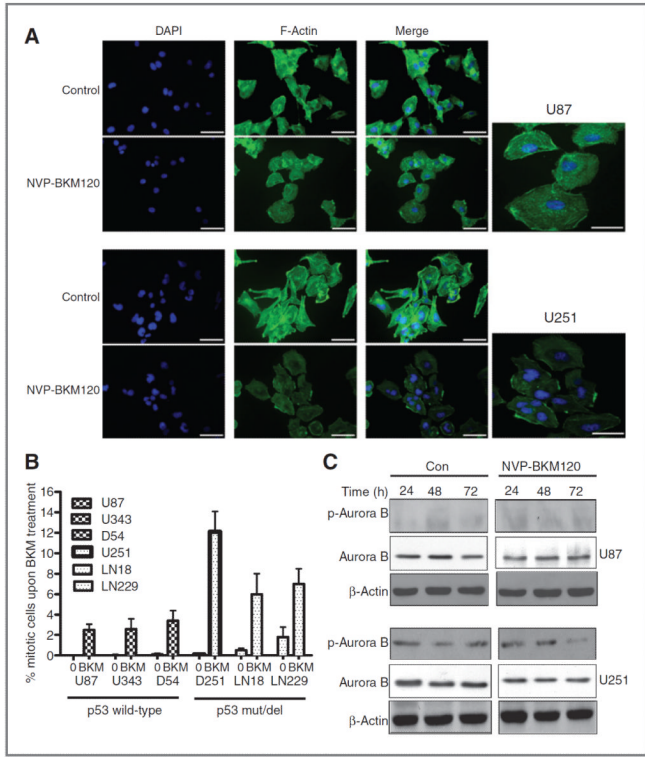 A
DAPI F-Actin Merge
Control
U87
NVP-BKM120
Control
U251
NVP-BKM120
B
% mitotic cells upon BKM treatment
16
14
12
10
8
6
4
2
0
U87
U343
D54
U251
LN18
LN229
0 BKM 0 BKM 0 BKM 0 BKM 0 BKM 0 BKM
U87 U343 D54 D251 LN18 LN229
p53 wild-type p53 mut/del
C
Con NVP-BKM120
Time (h) 24 48 72 24 48 72
p-Aurora B
Aurora B U87
β-Actin
p-Aurora B
Aurora B U251
β-Actin